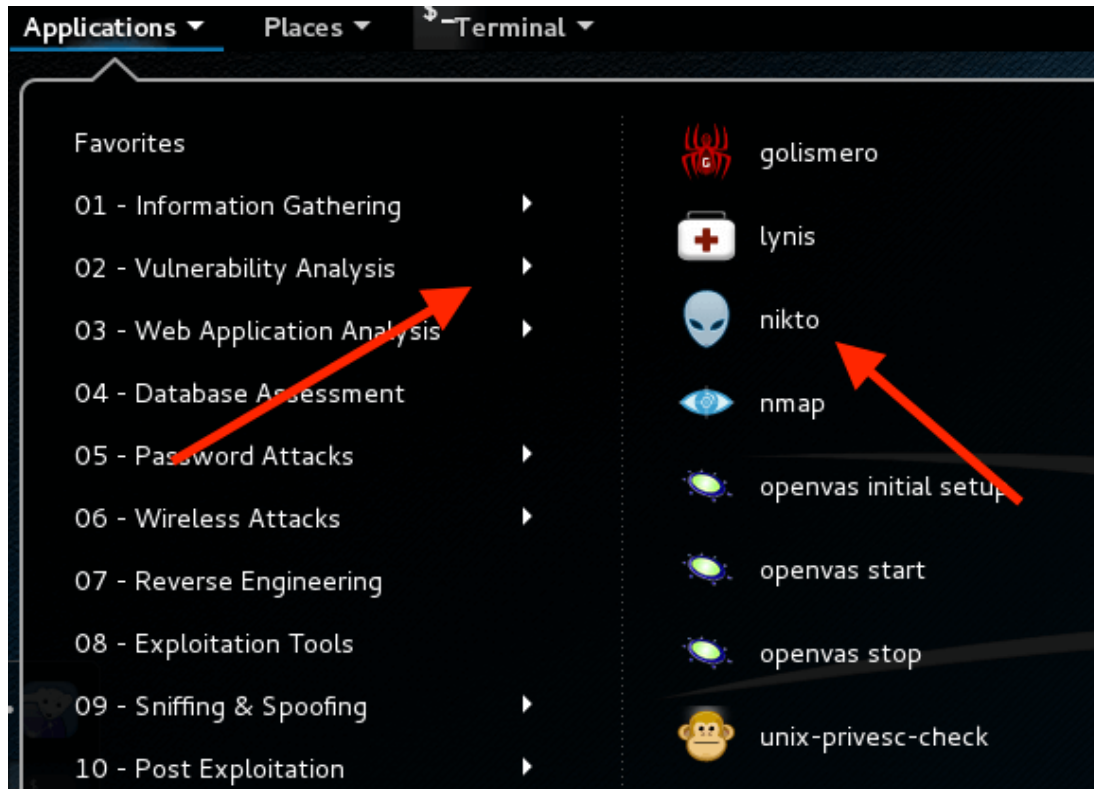 Applications Places $_Terminal
Favorites
01 - Information Gathering
02 - Vulnerability Analysis
03 - Web Application Analysis
04 - Database Assessment
05 - Password Attacks
06 - Wireless Attacks
07 - Reverse Engineering
08 - Exploitation Tools
09 - Sniffing & Spoofing
10 - Post Exploitation
G
golismero
lynis
nikto
nmap
openvas initial setup
openvas start
openvas stop
unix-privesc-check